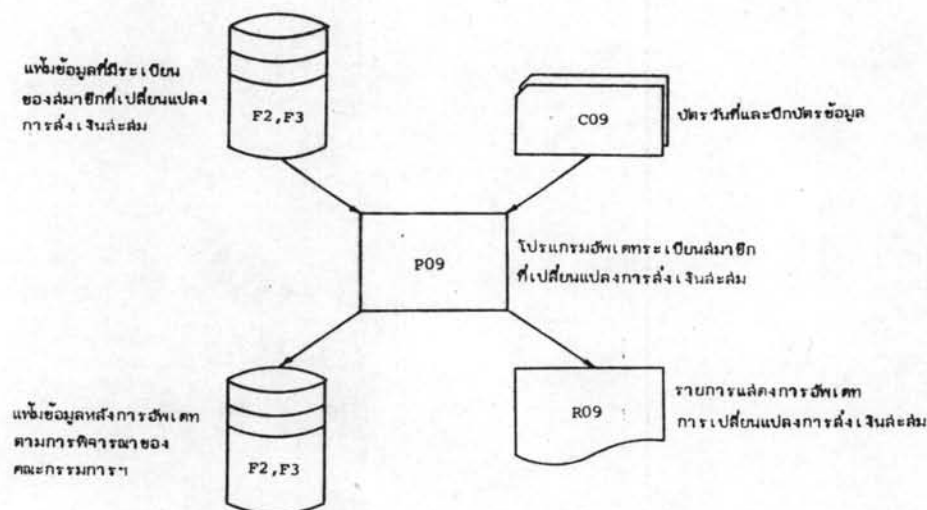 แฟ้มข้อมูลที่มีระเบียน
ของสมาชิกที่เปลี่ยนแปลง
การส่งเงินสะสม
F2,F3
C09
บัตรวันที่และปึกบัตรข้อมูล
P09
โปรแกรมอัพเดทระเบียนสมาชิก
ที่เปลี่ยนแปลงการส่งเงินสะสม
แฟ้มข้อมูลหลังการอัพเดท
ตามการพิจารณาของ
คณะกรรมการฯ
F2,F3
R09
รายการแสดงการอัพเดท
การเปลี่ยนแปลงการส่งเงินสะสม